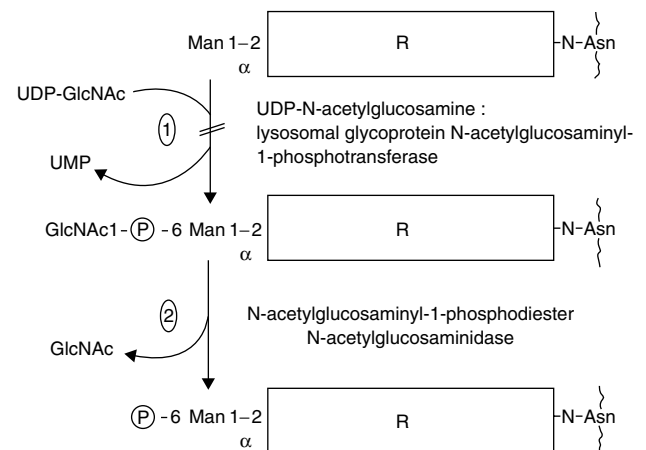 Man 1–2 R -N-Asn
α
UDP-GlcNAc
1
UDP-N-acetylglucosamine :
lysosomal glycoprotein N-acetylglucosaminyl-
1-phosphotransferase
UMP
GlcNAc1-P-6 Man 1–2 R -N-Asn
α
2
N-acetylglucosaminyl-1-phosphodiester
N-acetylglucosaminidase
GlcNAc
P-6 Man 1–2 R -N-Asn
α